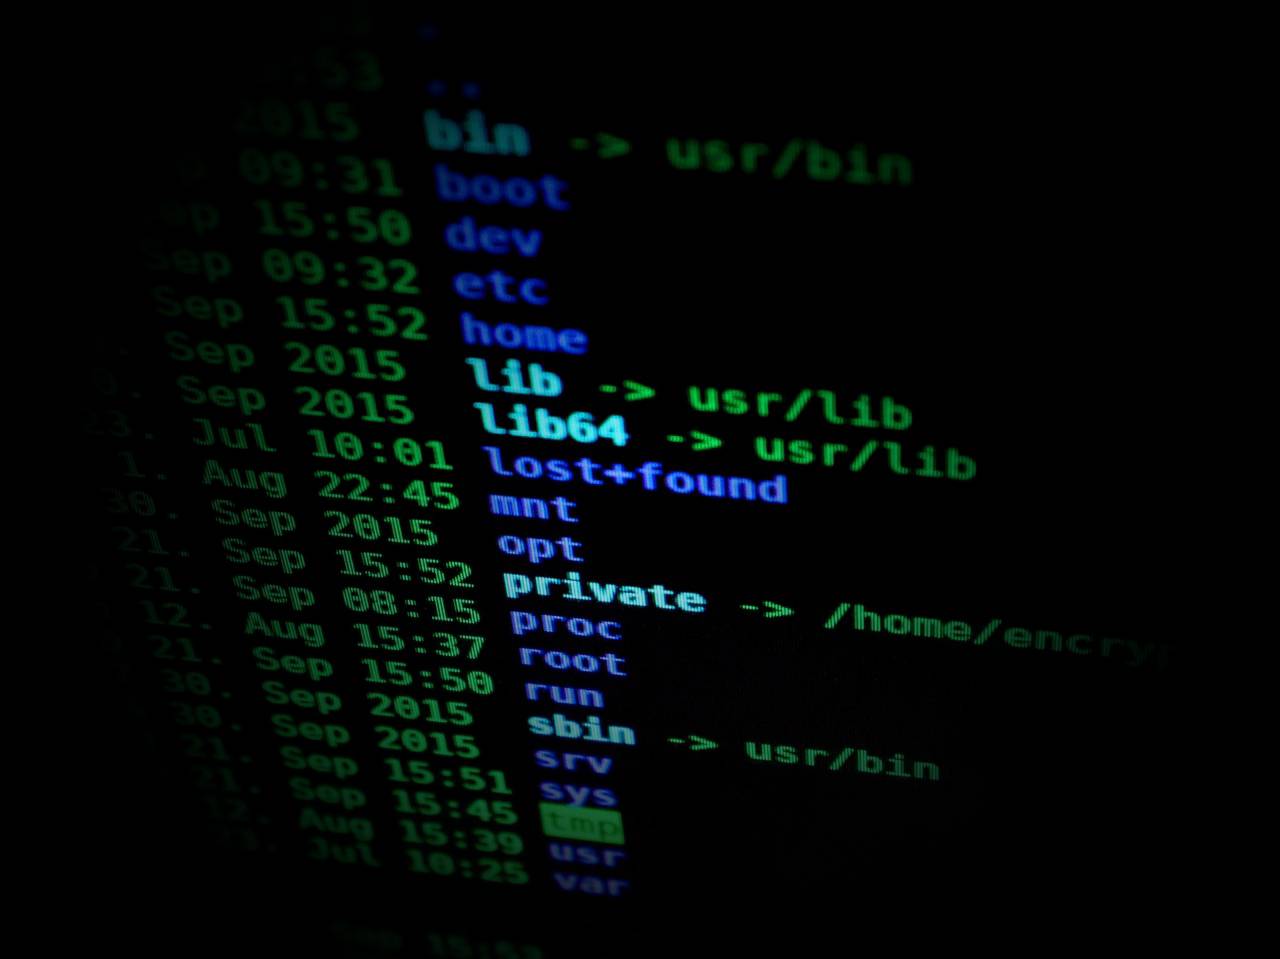 .
:53 ..
2015 bin -> usr/bin
09:31 boot
15:50 dev
Sep 09:32 etc
Sep 15:52 home
Sep 2015 lib -> usr/lib
Sep 2015 lib64 -> usr/lib
23. Jul 10:01 lost+found
1. Aug 22:45 mnt
30. Sep 2015 opt
21. Sep 15:52 private -> /home/encry
21. Sep 08:15 proc
12. Aug 15:37 root
21. Sep 15:50 run
30. Sep 2015 sbin -> usr/bin
30. Sep 2015 srv
21. Sep 15:51 sys
21. Sep 15:45 tmp
12. Aug 15:39 usr
23. Jul 10:25 var